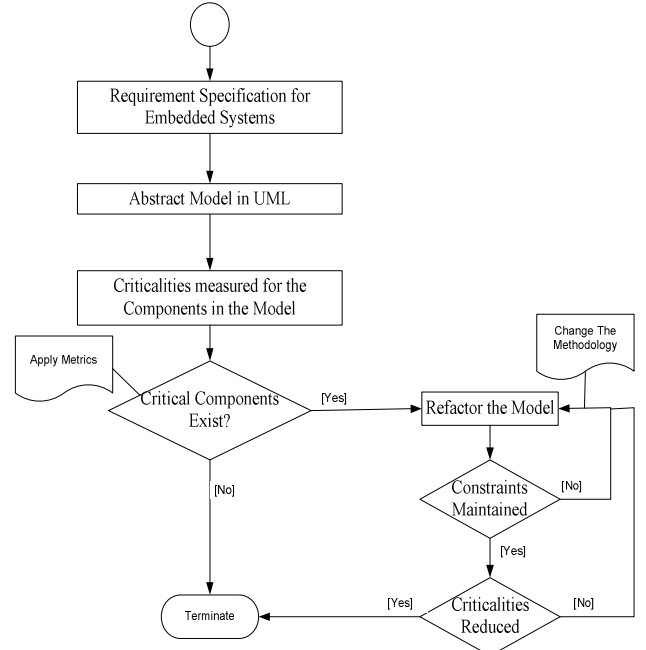 Requirement Specification for
Embedded Systems
Abstract Model in UML
Criticalities measured for the
Components in the Model
Apply Metrics
Change The
Methodology
Critical Components
Exist?
[Yes]
Refactor the Model
[No]
Constraints
Maintained
[No]
[Yes]
Terminate
[Yes]
Criticalities
Reduced
[No]